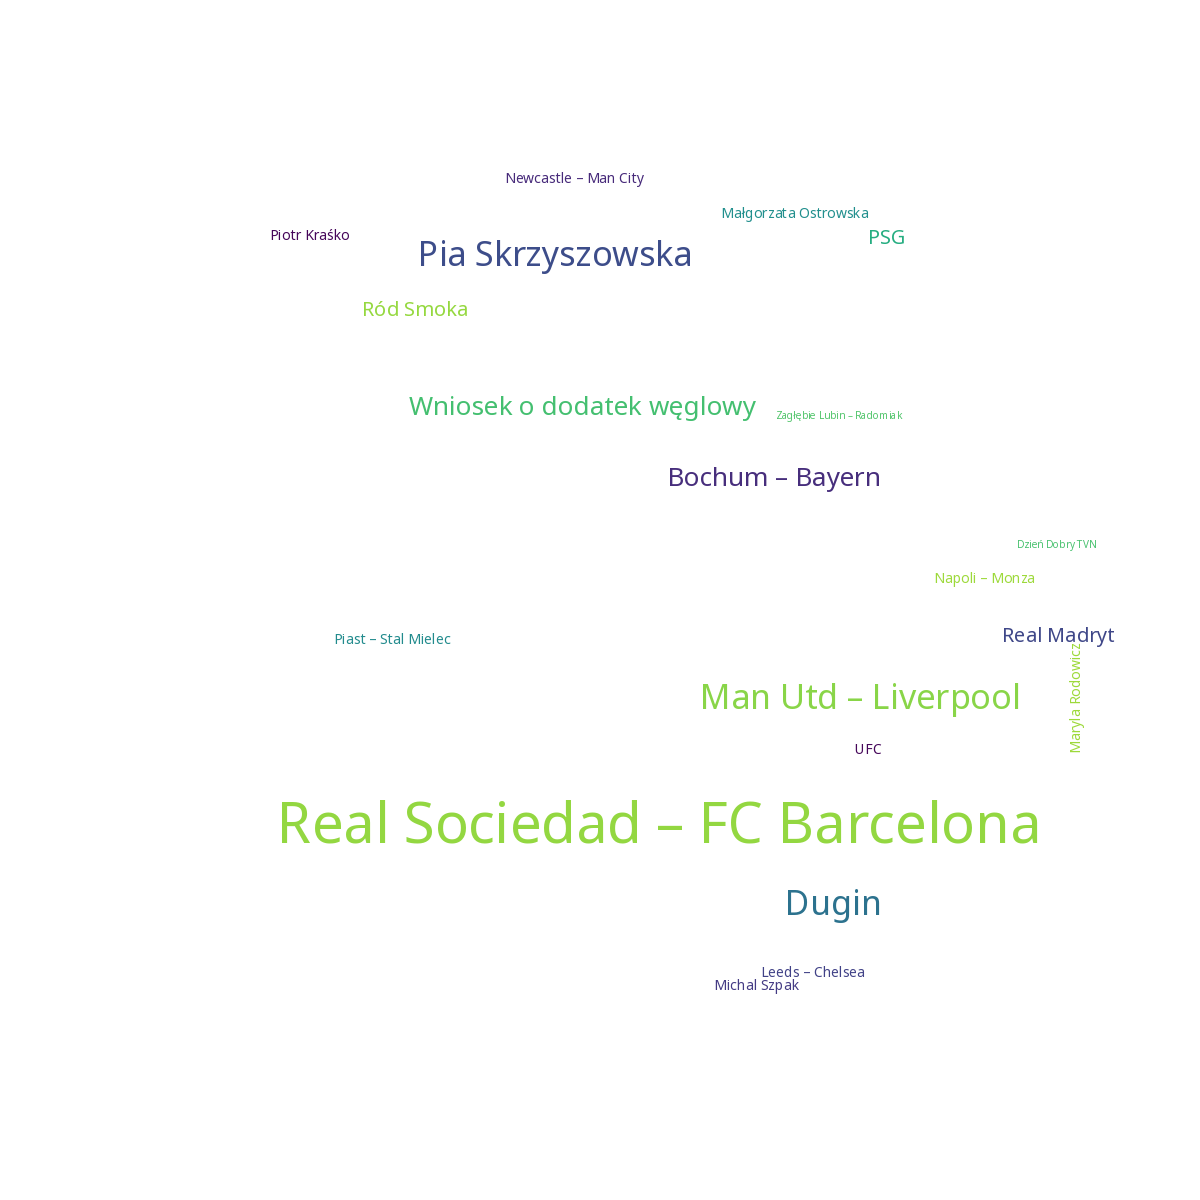 Newcastle – Man City
Małgorzata Ostrowska
Piotr Kraśko
PSG
Pia Skrzyszowska
Ród Smoka
Wniosek o dodatek węglowy
Zagłębie Lubin – Radomiak
Bochum – Bayern
Dzień Dobry TVN
Napoli – Monza
Real Madryt
Piast – Stal Mielec
Maryla Rodowicz
Man Utd – Liverpool
UFC
Real Sociedad – FC Barcelona
Dugin
Leeds – Chelsea
Michal Szpak